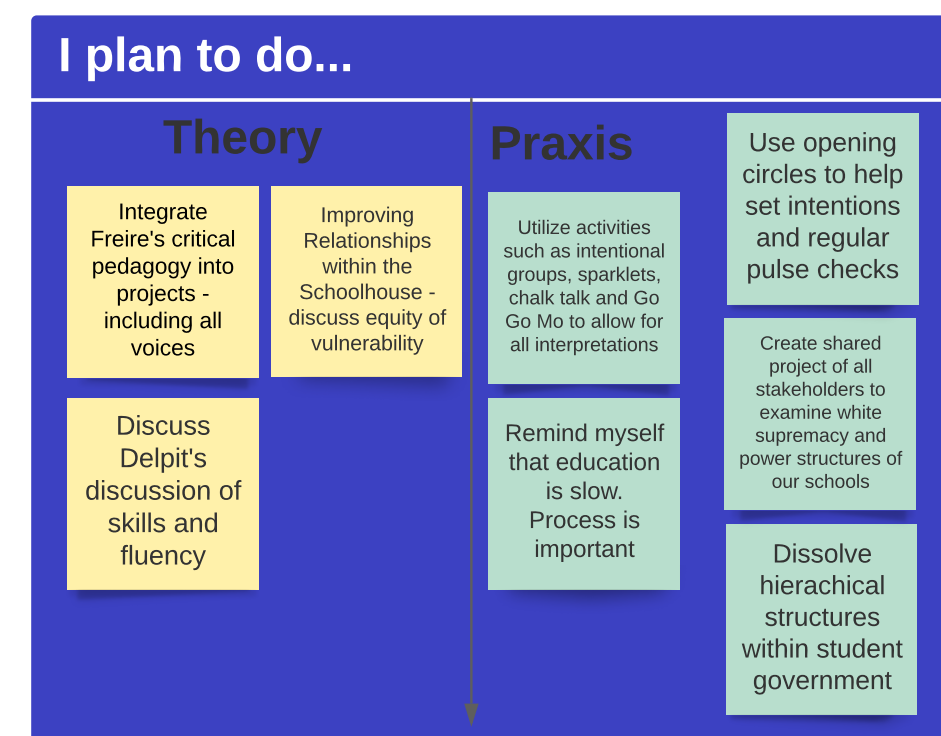 I plan to do...
Theory
Integrate
Freire's critical
pedagogy into
projects -
including all
voices
Improving
Relationships
within the
Schoolhouse -
discuss equity of
vulnerability
Discuss
Delpit's
discussion of
skills and
fluency
Praxis
Utilize activities
such as intentional
groups, sparklets,
chalk talk and Go
Go Mo to allow for
all interpretations
Remind myself
that education
is slow.
Process is
important
Use opening
circles to help
set intentions
and regular
pulse checks
Create shared
project of all
stakeholders to
examine white
supremacy and
power structures of
our schools
Dissolve
hierachical
structures
within student
government